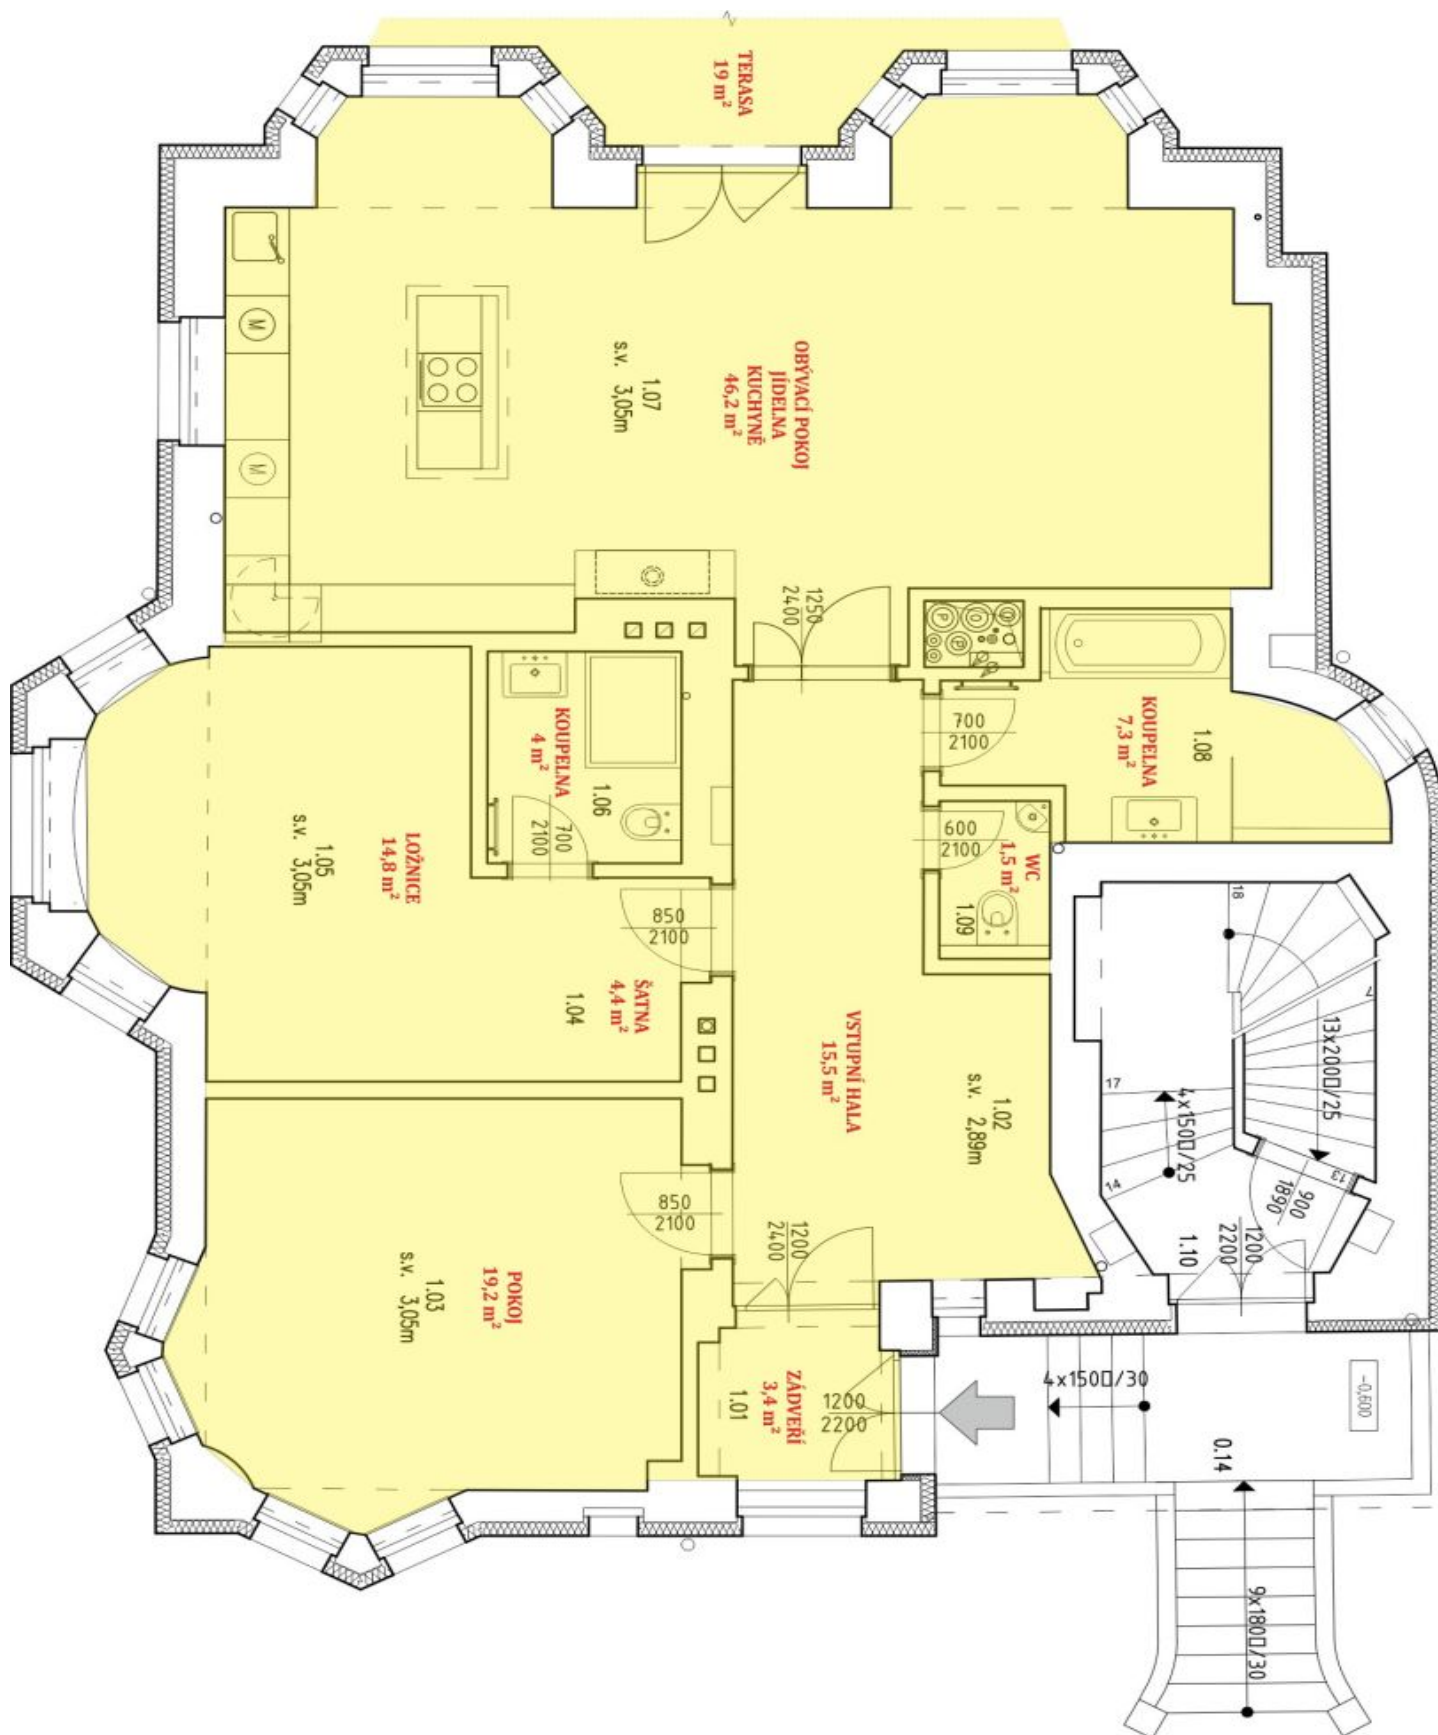 TERASA
19 m²
OBÝVACÍ POKOJ
JÍDELNA
KUCHYNĚ
46,2 m²
1.07
s.v. 3,05m
M
M
1250
2400
P
O
P
KOUPELNA
4 m²
1.06
700
2100
700
2100
KOUPELNA
7,3 m²
1.08
600
2100
WC
1,5 m²
1.09
LOŽNICE
14,8 m²
1.05
s.v. 3,05m
850
2100
ŠATNA
4,4 m²
1.04
VSTUPNÍ HALA
15,5 m²
1.02
s.v. 2,89m
18
7
13x200□/25
17
4x150□/25
14
13
900
1890
1.10
1200
2200
850
2100
1200
2400
POKOJ
19,2 m²
1.03
s.v. 3,05m
ZÁDVEŘÍ
3,4 m²
1.01
1200
2200
4x150□/30
-0,600
0.14
9x180□/30